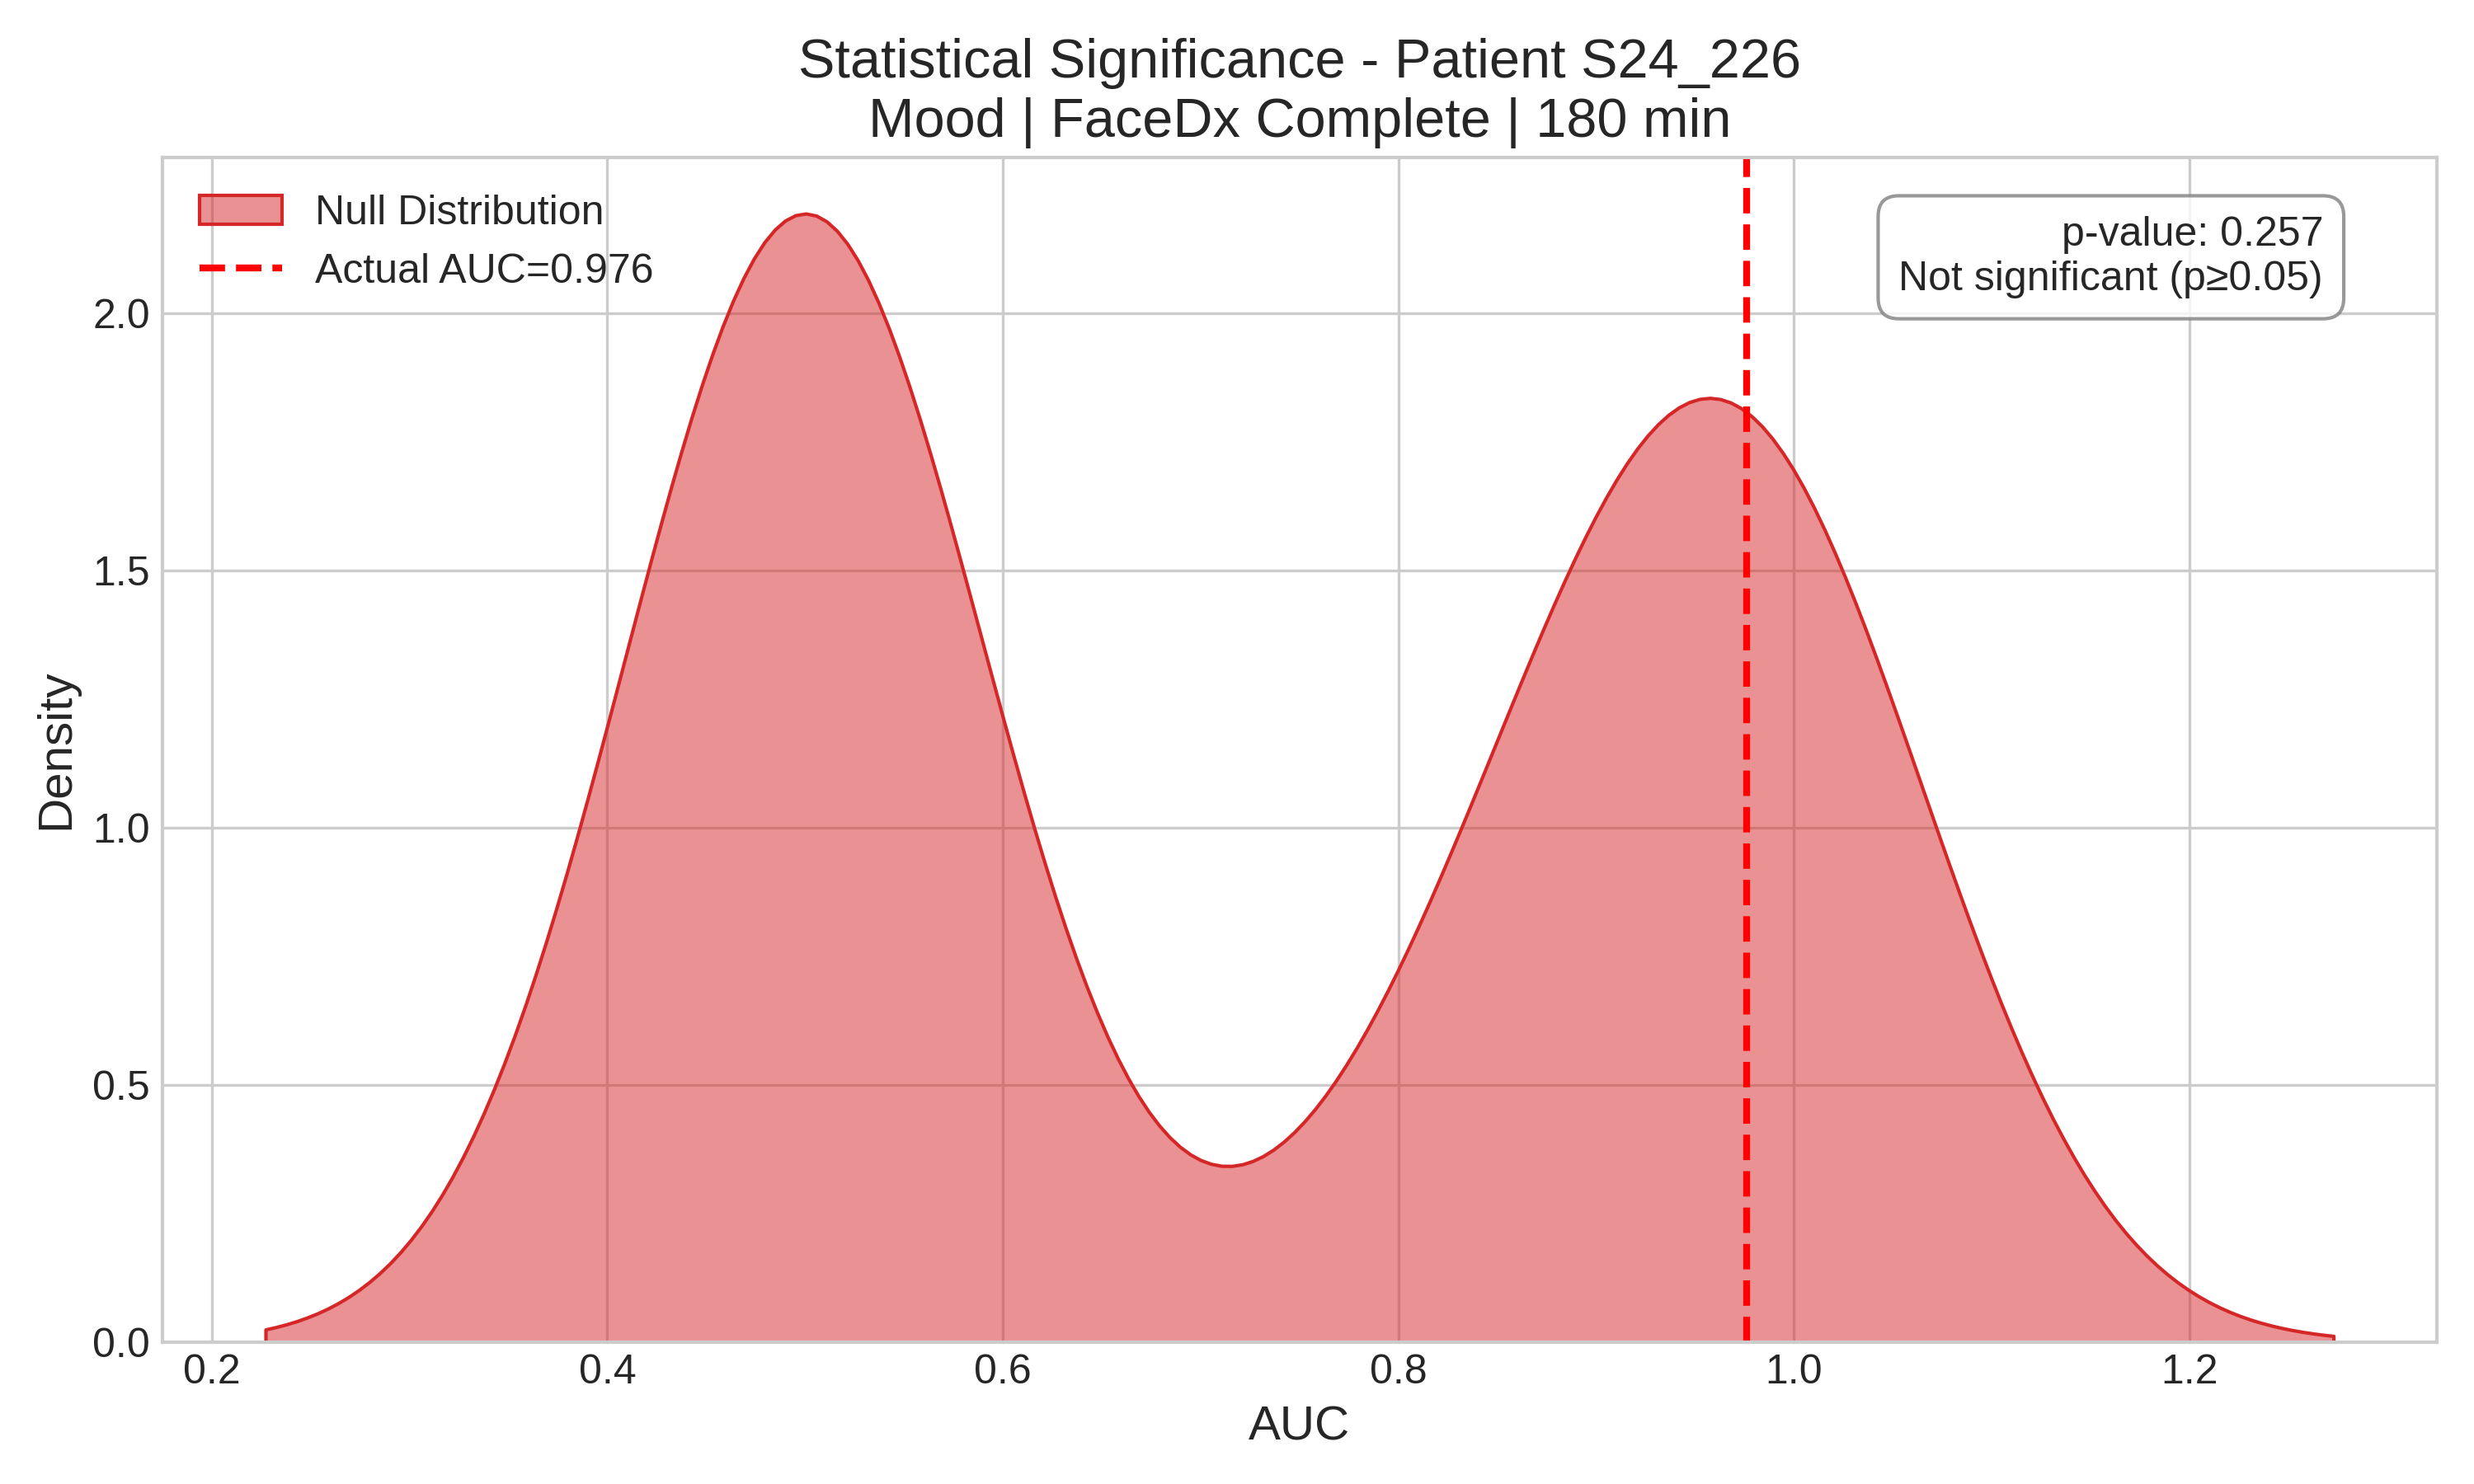 Statistical Significance - Patient S24_226
Mood | FaceDx Complete | 180 min
Null Distribution
Actual AUC=0.976
p-value: 0.257
Not significant (p≥0.05)
Density
2.0
1.5
1.0
0.5
0.0
0.2
0.4
0.6
0.8
1.0
1.2
AUC